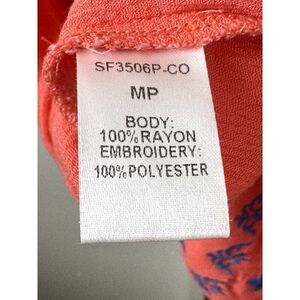 SF3506P-CO
MP
BODY:
100%RAYON
EMBROIDERY:
100%POLYESTER